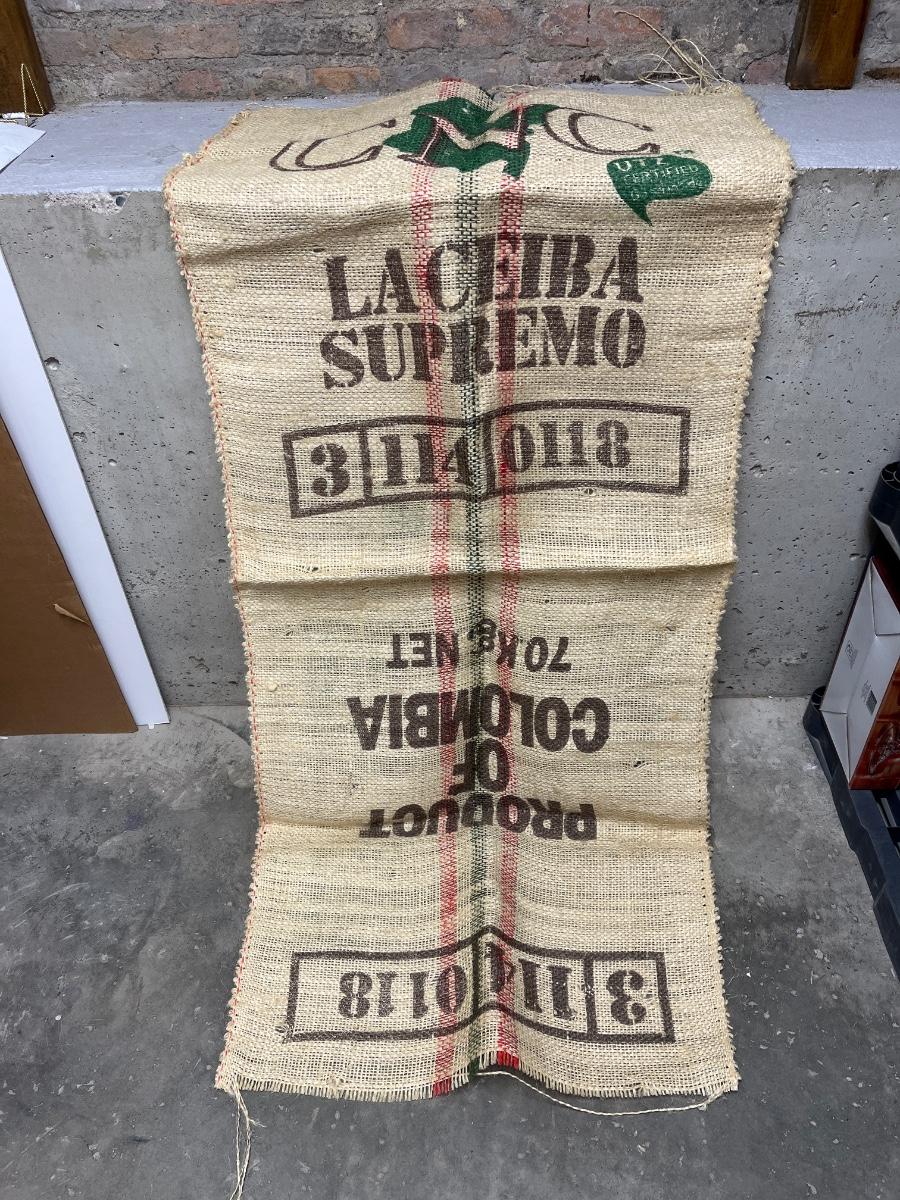 CMC
UTZ
CERTIFIED
LACEIBA
SUPREMO
3 114 0118
PRODUCT
OF
COLOMBIA
70 Kg NET
3 114 0118